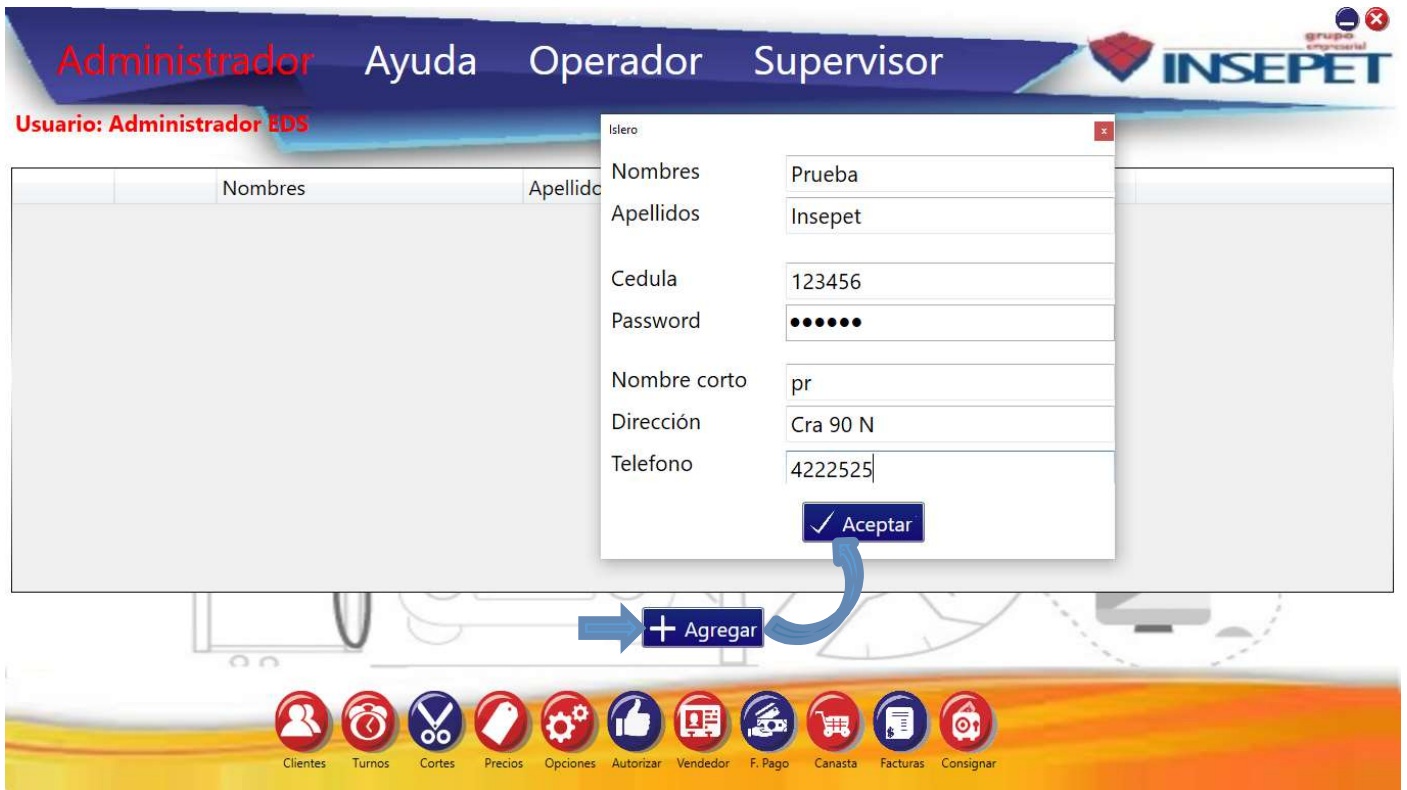 Administrador Ayuda Operador Supervisor
grupo
empresarial
INSEPET
Usuario: Administrador EDS
Islero
x
Nombres Apellido
Nombres Prueba
Apellidos Insepet
Cedula 123456
Password ●●●●●●
Nombre corto pr
Dirección Cra 90 N
Telefono 4222525
Aceptar
Agregar
Clientes Turnos Cortes Precios Opciones Autorizar Vendedor F. Pago Canasta Facturas Consignar